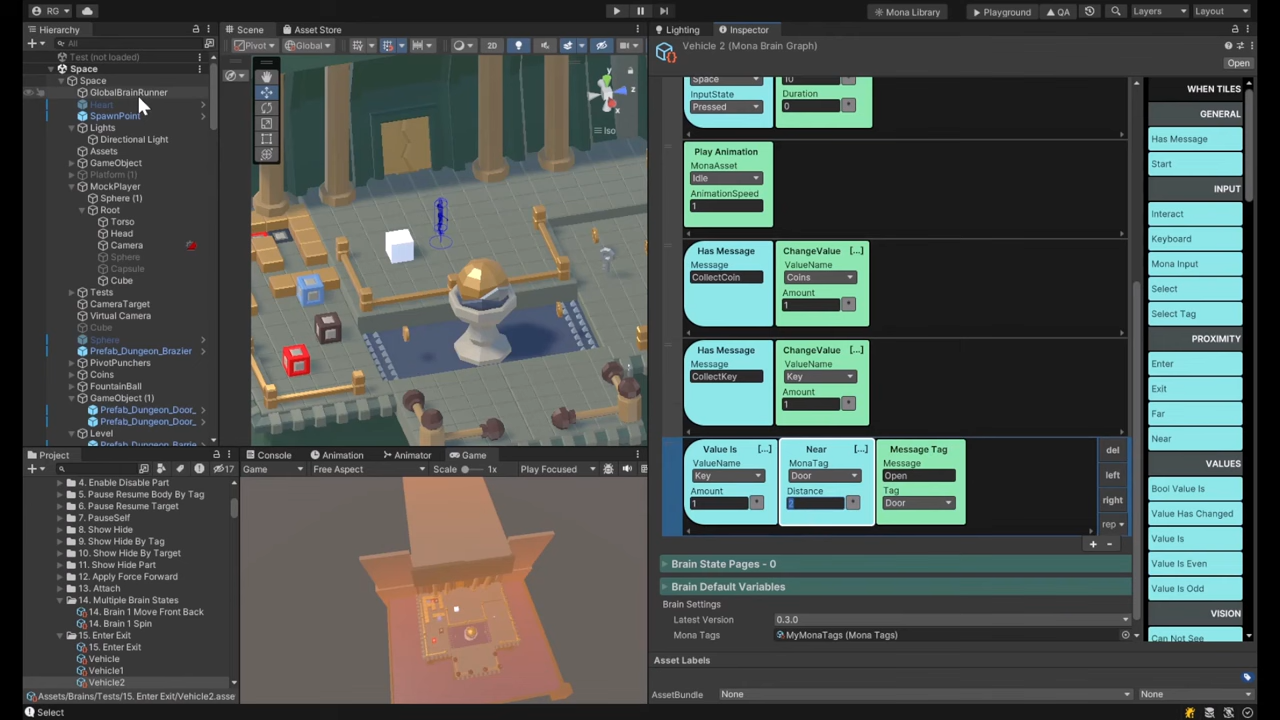 RG
Mona Library
Playground
QA
Layers
Layout
Hierarchy
All
Test (not loaded)
Space
Space
GlobalBrainRunner
Heart
SpawnPoint
Lights
Directional Light
Assets
GameObject
Platform (1)
MockPlayer
Sphere (1)
Root
Torso
Head
Camera
Sphere
Capsule
Cube
Tests
CameraTarget
Virtual Camera
Cube
Sphere
Prefab_Dungeon_Brazier
PivotPunchers
Coins
FountainBall
GameObject (1)
Prefab_Dungeon_Door_
Prefab_Dungeon_Door_
Level
Prefab_Dungeon_Barrie
Scene
Asset Store
Pivot
Global
2D
y
z
Iso
Project
17
4. Enable Disable Part
5. Pause Resume Body By Tag
6. Pause Resume Target
7. PauseSelf
8. Show Hide
9. Show Hide By Tag
10. Show Hide By Target
11. Show Hide Part
12. Apply Force Forward
13. Attach
14. Multiple Brain States
14. Brain 1 Move Front Back
14. Brain 1 Spin
15. Enter Exit
15. Enter Exit
Vehicle
Vehicle1
Vehicle2
Assets/Brains/Tests/15. Enter Exit/Vehicle2.asse
Select
Console
Animation
Animator
Game
Game
Free Aspect
Scale
1x
Play Focused
Lighting
Inspector
Vehicle 2 (Mona Brain Graph)
Open
Space
10
InputState
Duration
Pressed
0
Play Animation
MonaAsset
Idle
AnimationSpeed
1
Has Message
ChangeValue
[...]
Message
ValueName
CollectCoin
Coins
Amount
1
*
Has Message
ChangeValue
[...]
Message
ValueName
CollectKey
Key
Amount
1
*
Value Is
[...]
Near
[...]
Message Tag
ValueName
MonaTag
Message
Key
Door
Open
Amount
Distance
Tag
1
*
*
Door
del
left
right
rep
+ -
Brain State Pages - 0
Brain Default Variables
Brain Settings
Latest Version
0.3.0
Mona Tags
MyMonaTags (Mona Tags)
Asset Labels
AssetBundle
None
None
WHEN TILES
GENERAL
Has Message
Start
INPUT
Interact
Keyboard
Mona Input
Select
Select Tag
PROXIMITY
Enter
Exit
Far
Near
VALUES
Bool Value Is
Value Has Changed
Value Is
Value Is Even
Value Is Odd
VISION
Can Not See